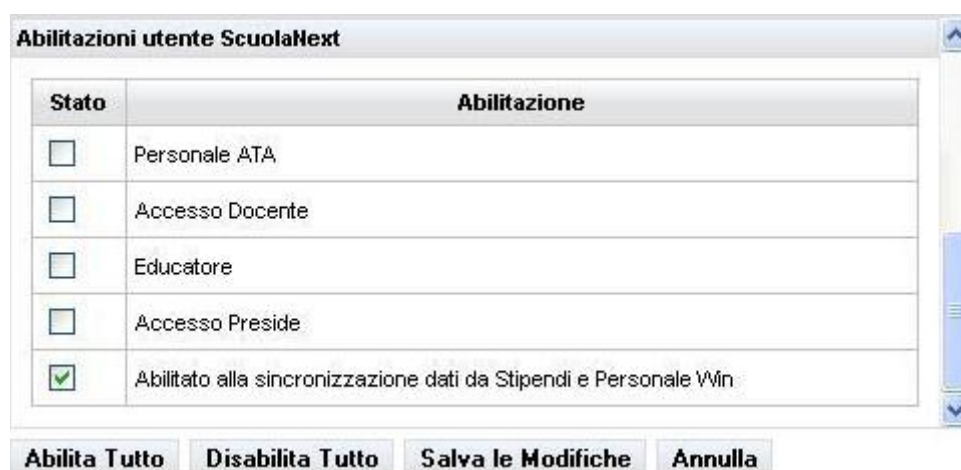 Abilitazioni utente ScuolaNext
Stato Abilitazione
Personale ATA
Accesso Docente
Educatore
Accesso Preside
Abilitato alla sincronizzazione dati da Stipendi e Personale Win
Abilita Tutto Disabilita Tutto Salva le Modifiche Annulla